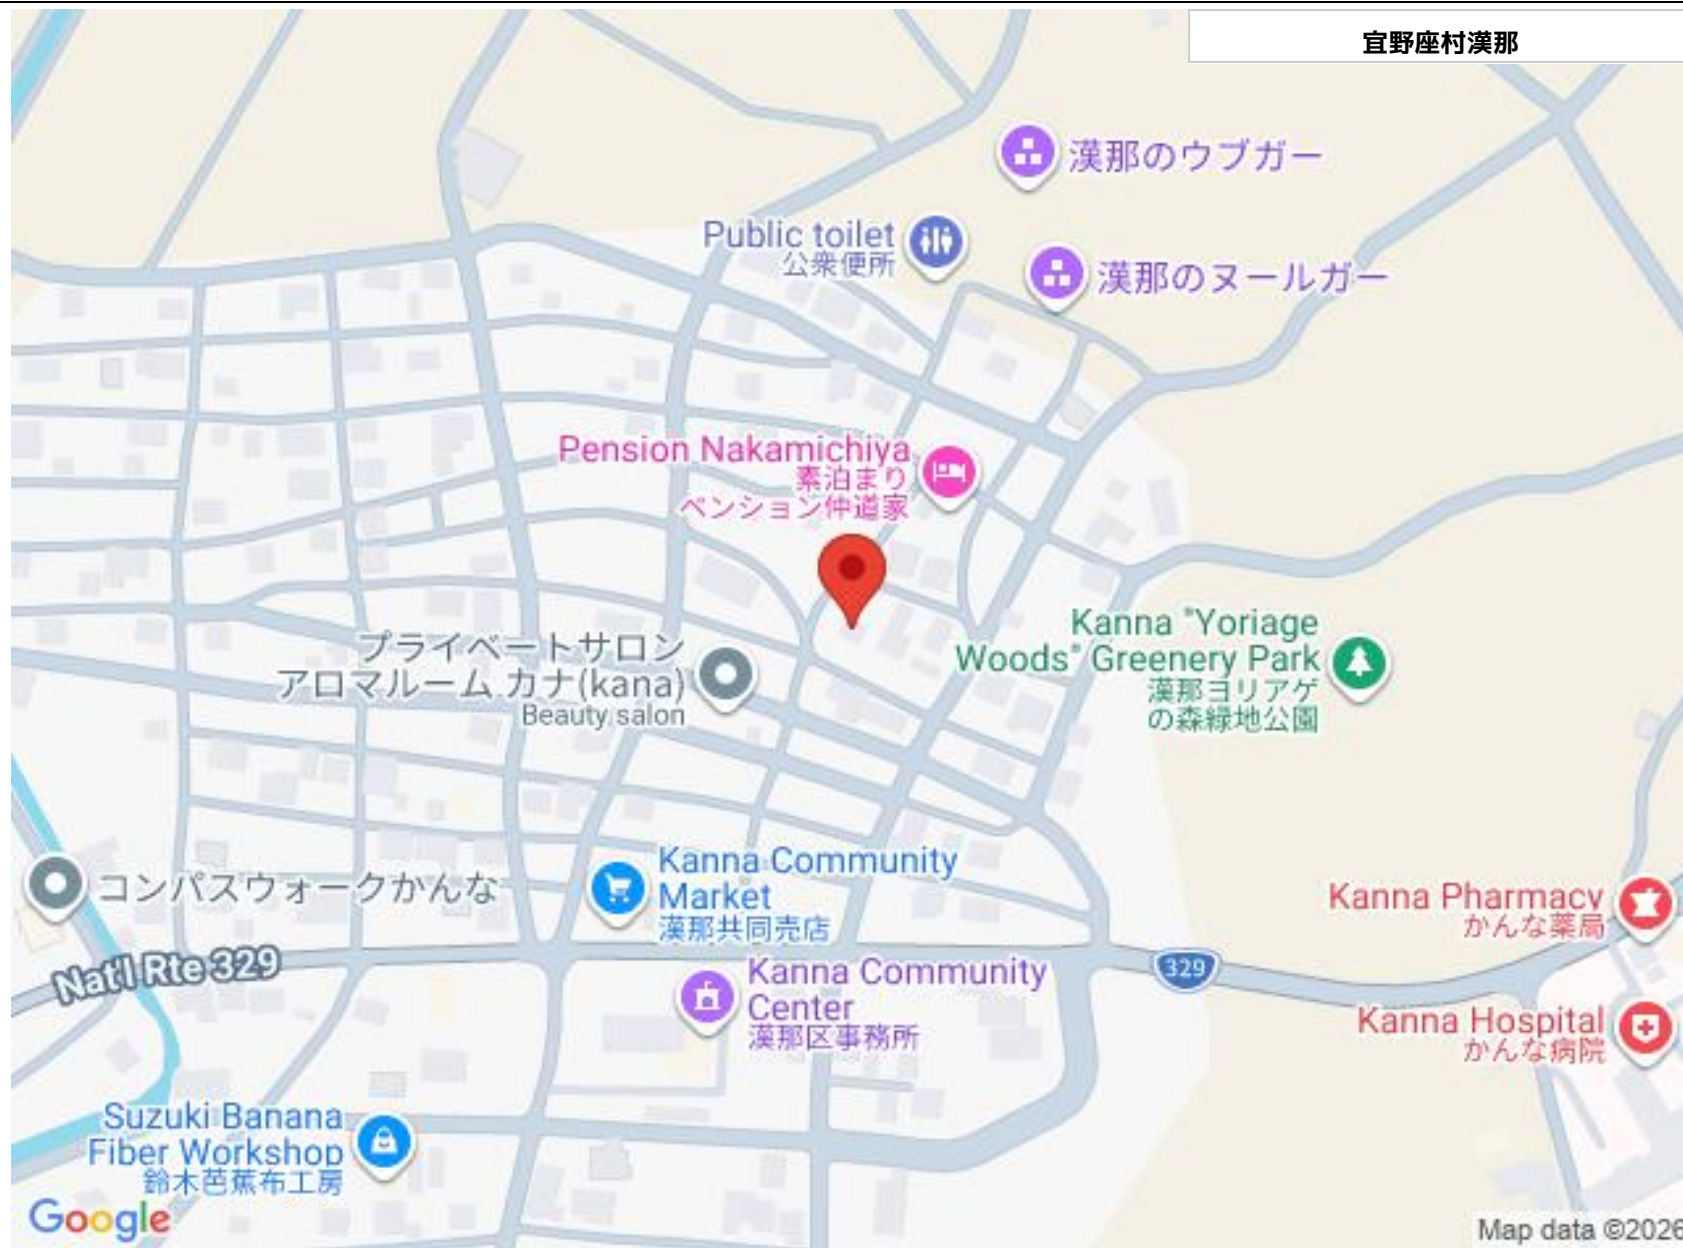 宜野座村漢那
漢那のウブガー
Public toilet
公衆便所
漢那のヌールガー
Pension Nakamichiya
素泊まり
ペンション仲道家
Kanna "Yoriage
Woods" Greenery Park
漢那ヨリアゲ
の森緑地公園
プライベートサロン
アロマルーム カナ(kana)
Beauty salon
Kanna Community
Market
漢那共同売店
コンパスウォークかんな
Kanna Pharmacy
かんな薬局
Nat'l Rte 329
329
Kanna Community
Center
漢那区事務所
Kanna Hospital
かんな病院
Suzuki Banana
Fiber Workshop
鈴木芭蕉布工房
Google
Map data ©2026